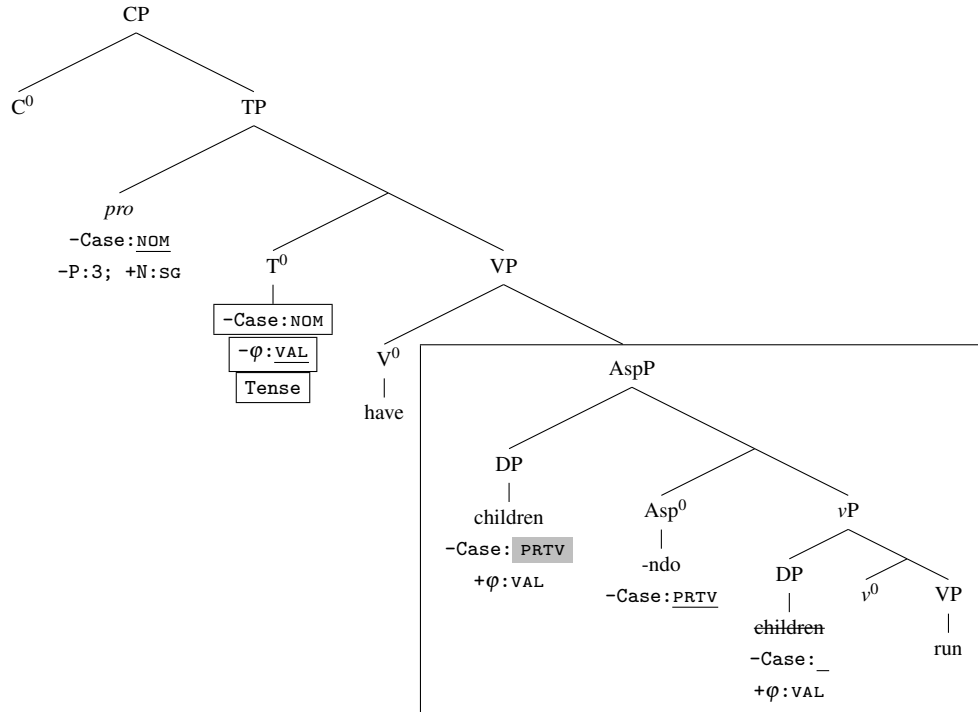 CP
C⁰
TP
pro
-Case:NOM
-P:3; +N:SG
T⁰
VP
-Case:NOM
-φ:VAL
Tense
V⁰
have
AspP
DP
children
-Case: PRTV
+φ:VAL
Asp⁰
-ndo
-Case:PRTV
vP
DP
children
-Case:_
+φ:VAL
v⁰
VP
run